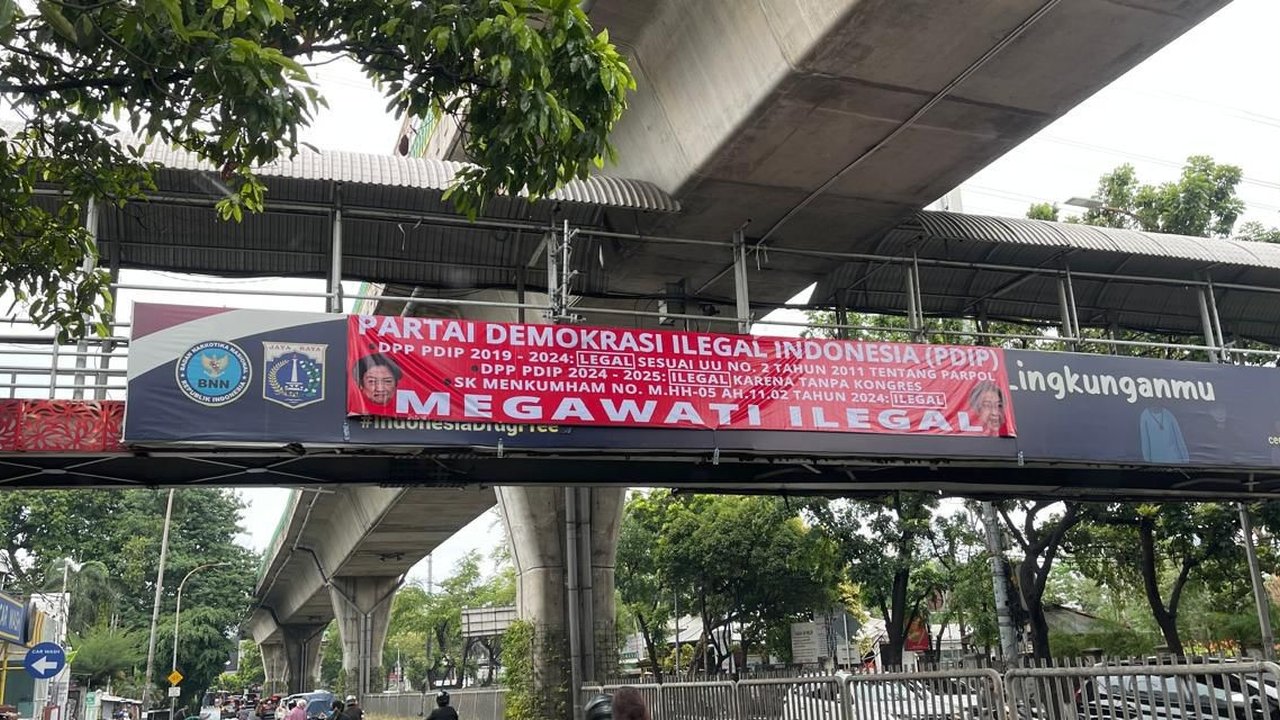 PARTAI DEMOKRASI ILEGAL INDONESIA (PDIP)
•DPP PDIP 2019 - 2024: LEGAL SESUAI UU NO. 2 TAHUN 2011 TENTANG PARPOL
•DPP PDIP 2024 - 2025: ILEGAL KARENA TANPA KONGRES
•SK MENKUMHAM NO. M.HH-05 AH.11.02 TAHUN 2024: ILEGAL
MEGAWATI ILEGAL
BADAN NARKOTIKA NASIONAL
BNN
REPUBLIK INDONESIA
JAYA RAYA
#IndonesiaDrugFree
Lingkunganmu
CAR WASH